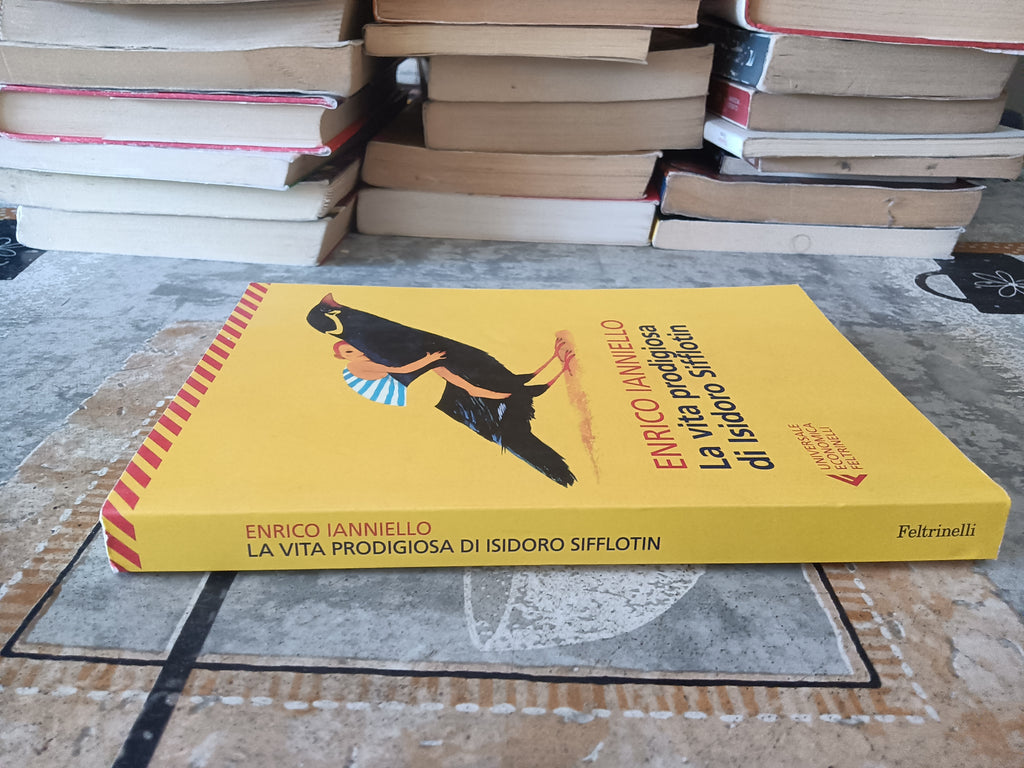 ENRICO IANNIELLO
La vita prodigiosa
di Isidoro Sifflotin
UNIVERSALE
ECONOMICA
FELTRINELLI
ENRICO IANNIELLO
LA VITA PRODIGIOSA DI ISIDORO SIFFLOTIN
Feltrinelli